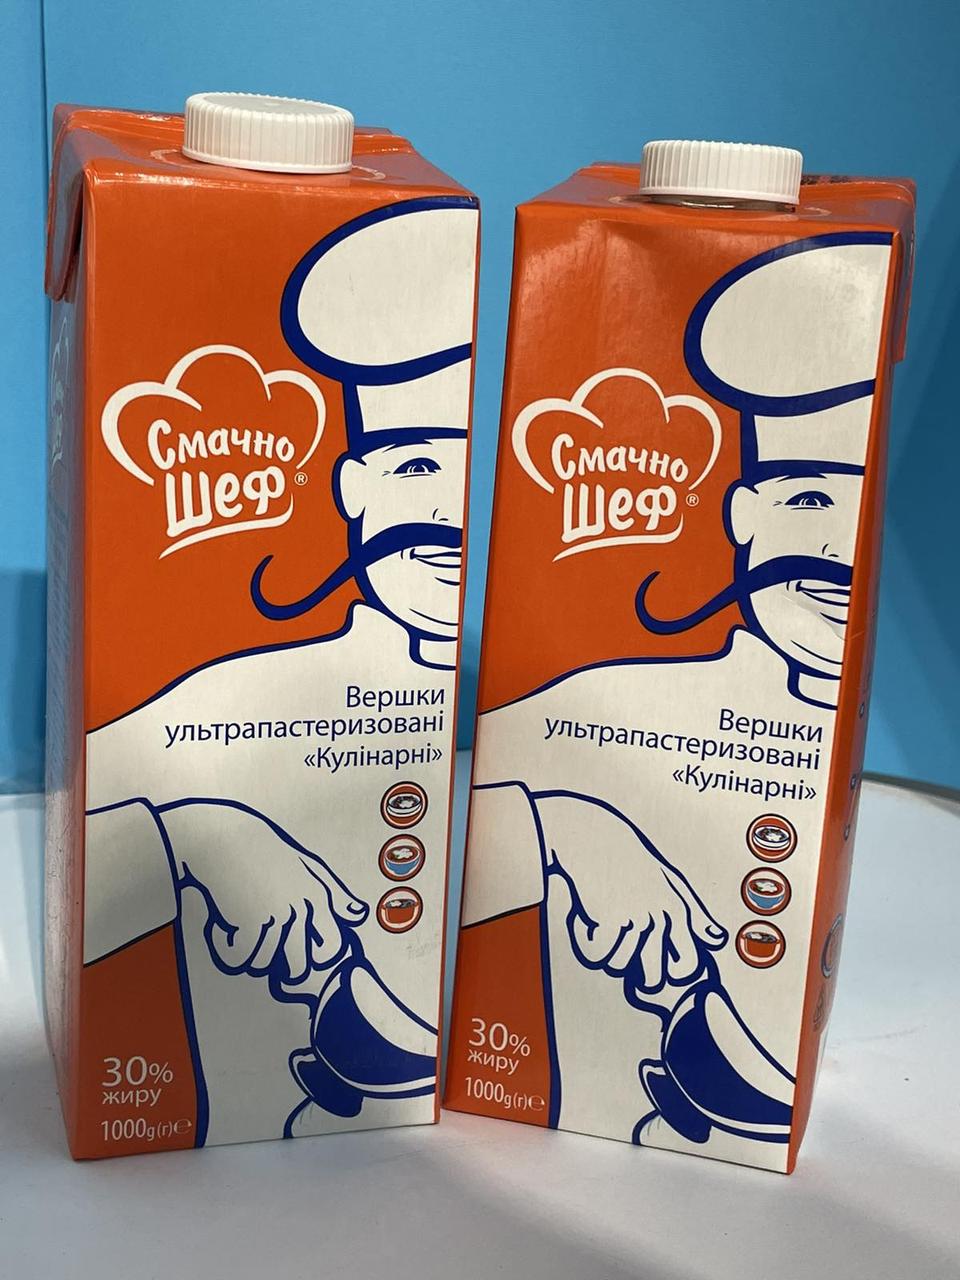 Смачно
Шеф®
Вершки
ультрапастеризовані
«Кулінарні»
30%
жиру
1000g(г)℮
Смачно
Шеф®
Вершки
ультрапастеризовані
«Кулінарні»
30%
жиру
1000g(г)℮